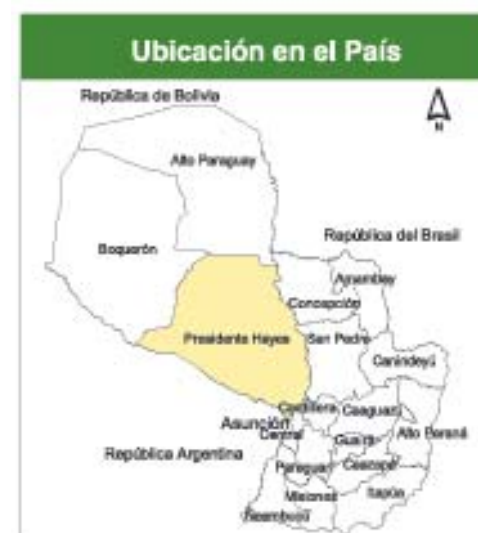 Ubicación en el País
República de Bolivia
N
Alto Paraguay
República del Brasil
Boquerón
Amambay
Concepción
Presidente Hayes
San Pedro
Canindeyú
Cordillera
Caaguazú
Asunción
Central
Alto Paraná
Guairá
República Argentina
Paraguarí
Caazapá
Misiones
Itapúa
Ñeembucú